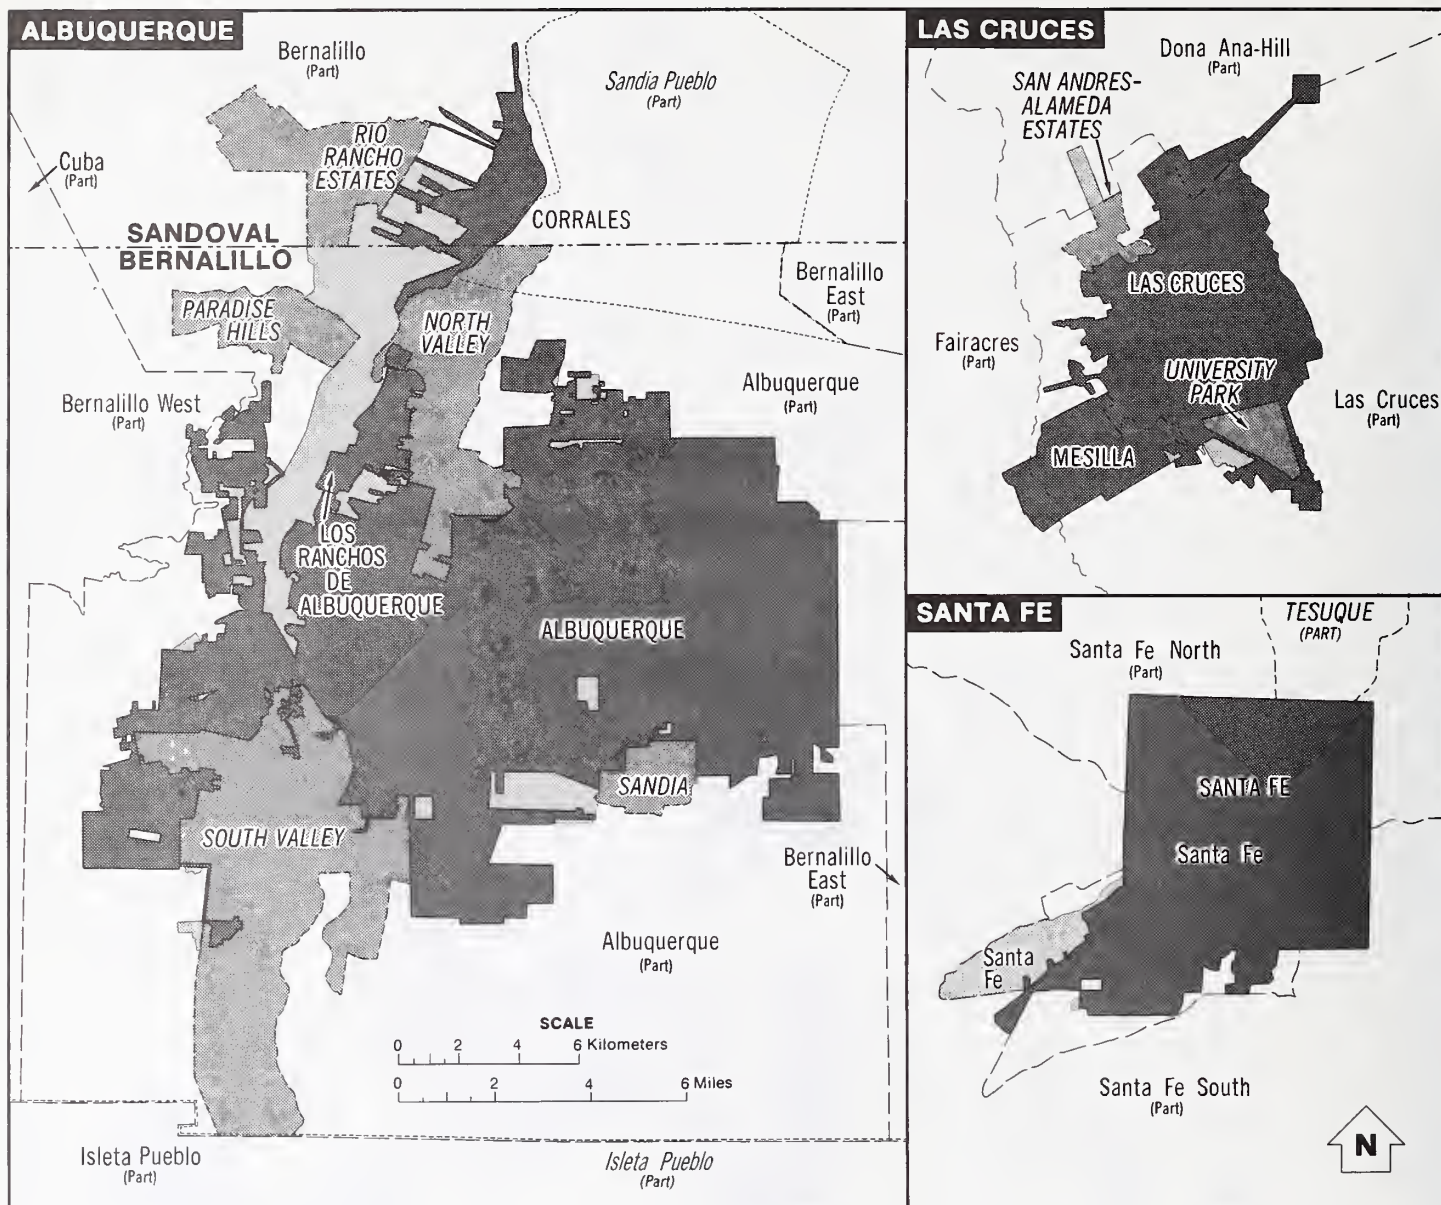 ALBUQUERQUE
Bernalillo
(Part)
Sandia Pueblo
(Part)
Cuba
(Part)
RIO
RANCHO
ESTATES
CORRALES
SANDOVAL
BERNALILLO
Bernalillo
East
(Part)
PARADISE
HILLS
NORTH
VALLEY
Bernalillo West
(Part)
Albuquerque
(Part)
LOS
RANCHOS
DE
ALBUQUERQUE
ALBUQUERQUE
SANDIA
SOUTH VALLEY
Bernalillo
East
(Part)
Albuquerque
(Part)
SCALE
0 2 4 6 Kilometers
0 2 4 6 Miles
Isleta Pueblo
(Part)
Isleta Pueblo
(Part)
LAS CRUCES
Dona Ana-Hill
(Part)
SAN ANDRES-
ALAMEDA
ESTATES
LAS CRUCES
Fairacres
(Part)
UNIVERSITY
PARK
Las Cruces
(Part)
MESILLA
SANTA FE
TESUQUE
(PART)
Santa Fe North
(Part)
SANTA FE
Santa Fe
Santa
Fe
Santa Fe South
(Part)
N